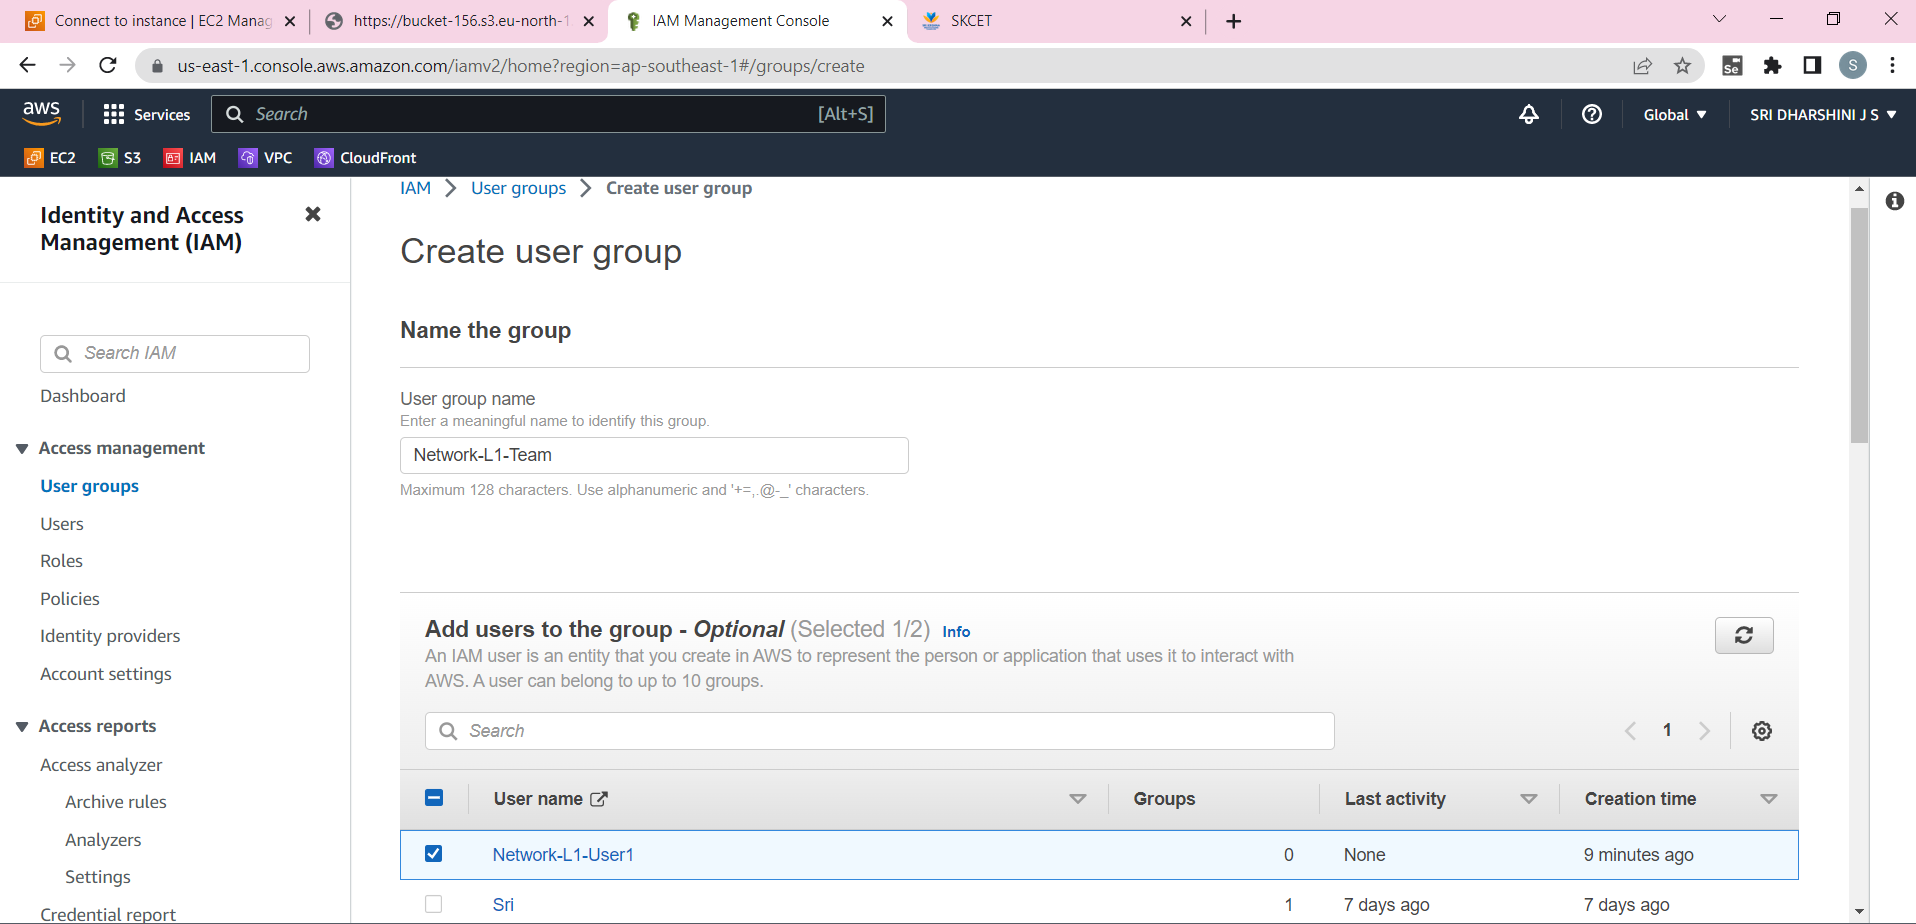 Connect to instance | EC2 Manag
https://bucket-156.s3.eu-north-1
IAM Management Console
SKCET
us-east-1.console.aws.amazon.com/iamv2/home?region=ap-southeast-1#/groups/create
Se
S
aws
Services
Search
[Alt+S]
Global
SRI DHARSHINI J S
EC2
S3
IAM
VPC
CloudFront
Identity and Access
Management (IAM)
Search IAM
Dashboard
Access management
User groups
Users
Roles
Policies
Identity providers
Account settings
Access reports
Access analyzer
Archive rules
Analyzers
Settings
Credential report
IAM
User groups
Create user group
Create user group
Name the group
User group name
Enter a meaningful name to identify this group.
Network-L1-Team
Maximum 128 characters. Use alphanumeric and '+=,.@-_' characters.
Add users to the group - Optional (Selected 1/2) Info
An IAM user is an entity that you create in AWS to represent the person or application that uses it to interact with
AWS. A user can belong to up to 10 groups.
Search
1
User name Groups Last activity Creation time
Network-L1-User1 0 None 9 minutes ago
Sri 1 7 days ago 7 days ago